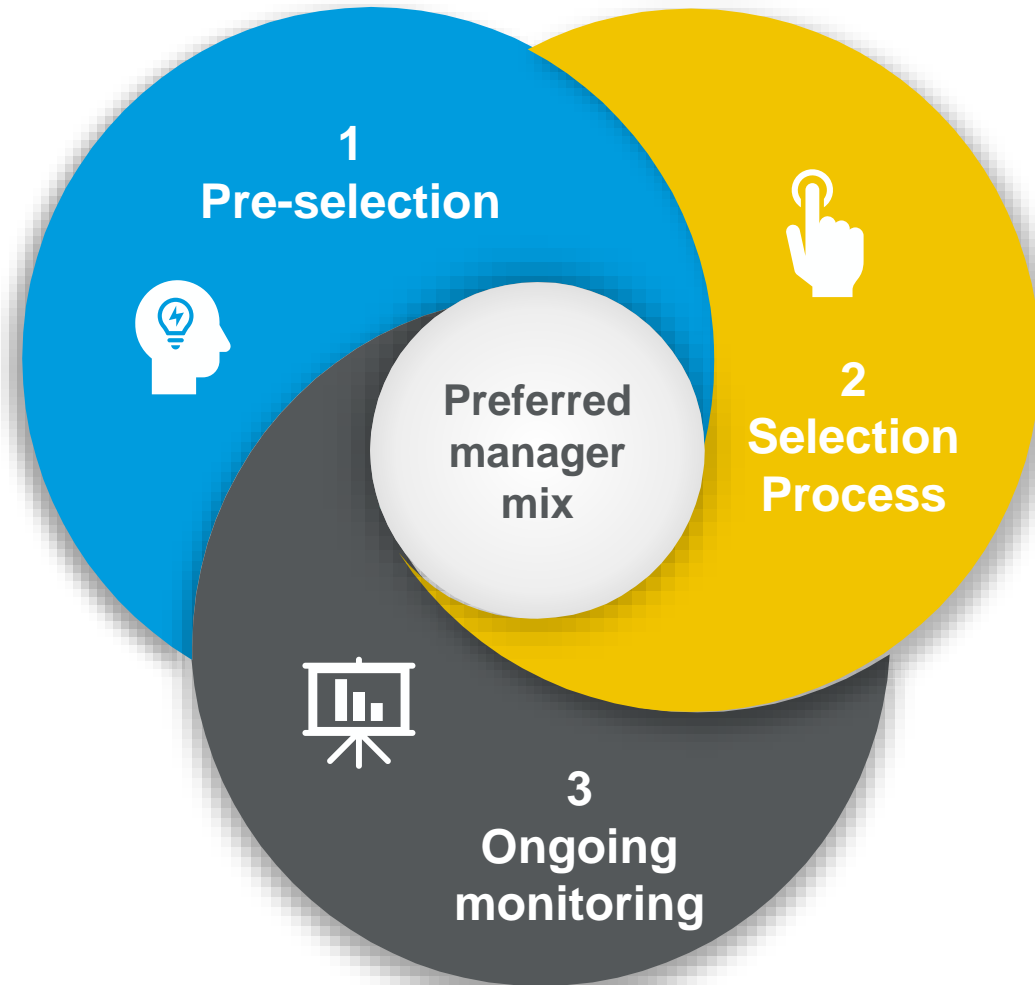 1
Pre-selection
2
Selection
Process
Preferred
manager
mix
3
Ongoing
monitoring